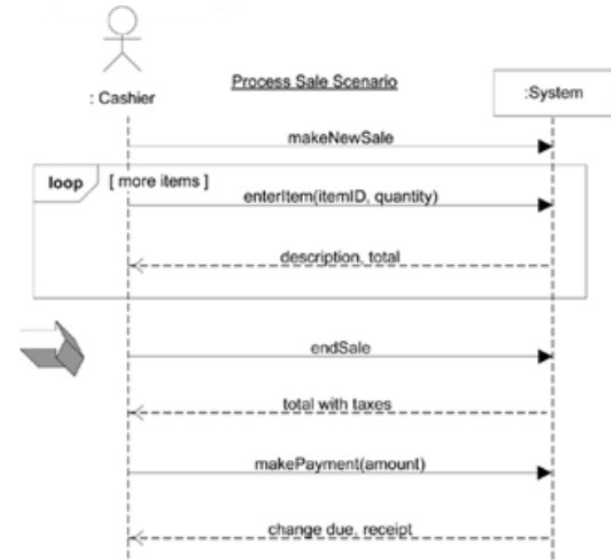 Process Sale Scenario
: Cashier
:System
makeNewSale
loop
[ more items ]
enterItem(itemID, quantity)
description, total
endSale
total with taxes
makePayment(amount)
change due, receipt